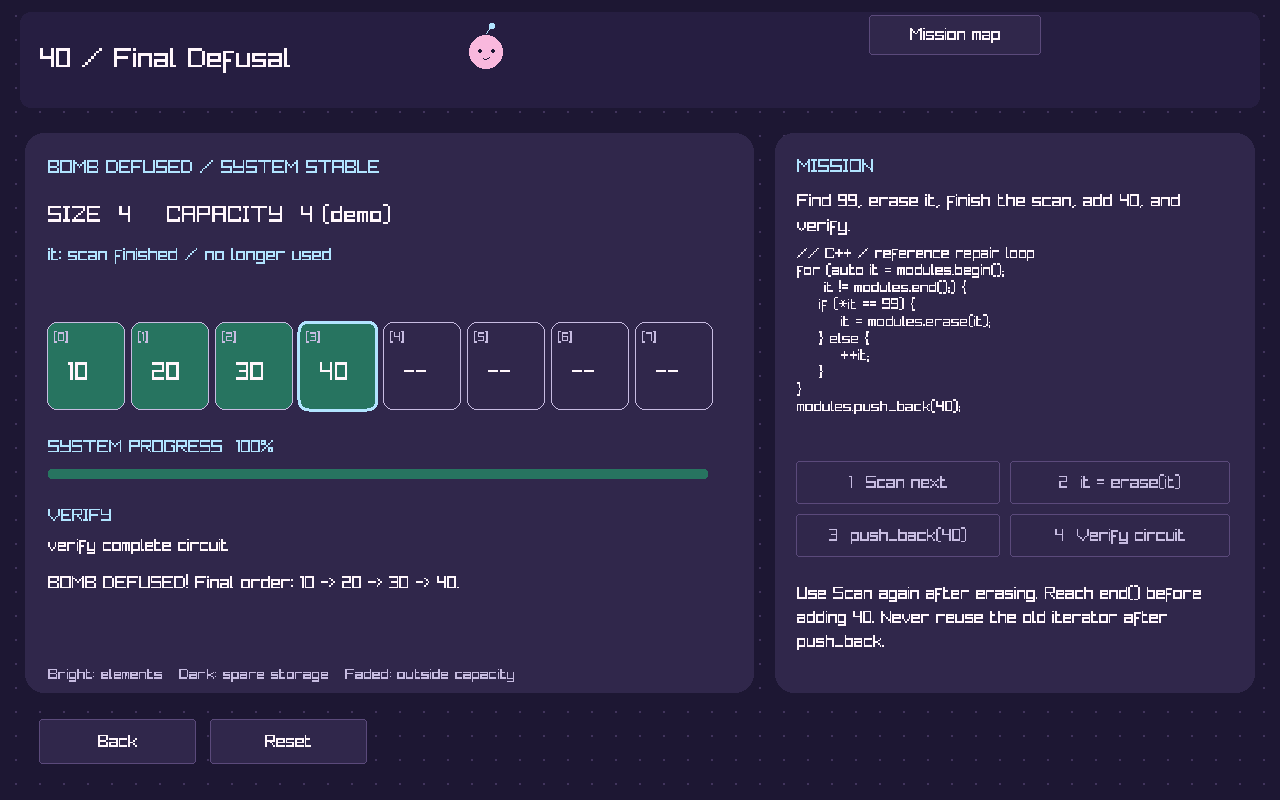 40 / Final Defusal
Mission map
BOMB DEFUSED / SYSTEM STABLE
SIZE 4 CAPACITY 4 (demo)
it: scan finished / no longer used
[0] [1] [2] [3] [4] [5] [6] [7]
10 20 30 40 -- -- -- --
SYSTEM PROGRESS 100%
VERIFY
verify complete circuit
BOMB DEFUSED! Final order: 10 -> 20 -> 30 -> 40.
Bright: elements Dark: spare storage Faded: outside capacity
MISSION
Find 99, erase it, finish the scan, add 40, and
verify.
// C++ / reference repair loop
for (auto it = modules.begin();
it != modules.end();) {
if (*it == 99) {
it = modules.erase(it);
} else {
++it;
}
}
modules.push_back(40);
1 Scan next
2 it = erase(it)
3 push_back(40)
4 Verify circuit
Use Scan again after erasing. Reach end() before
adding 40. Never reuse the old iterator after
push_back.
Back
Reset